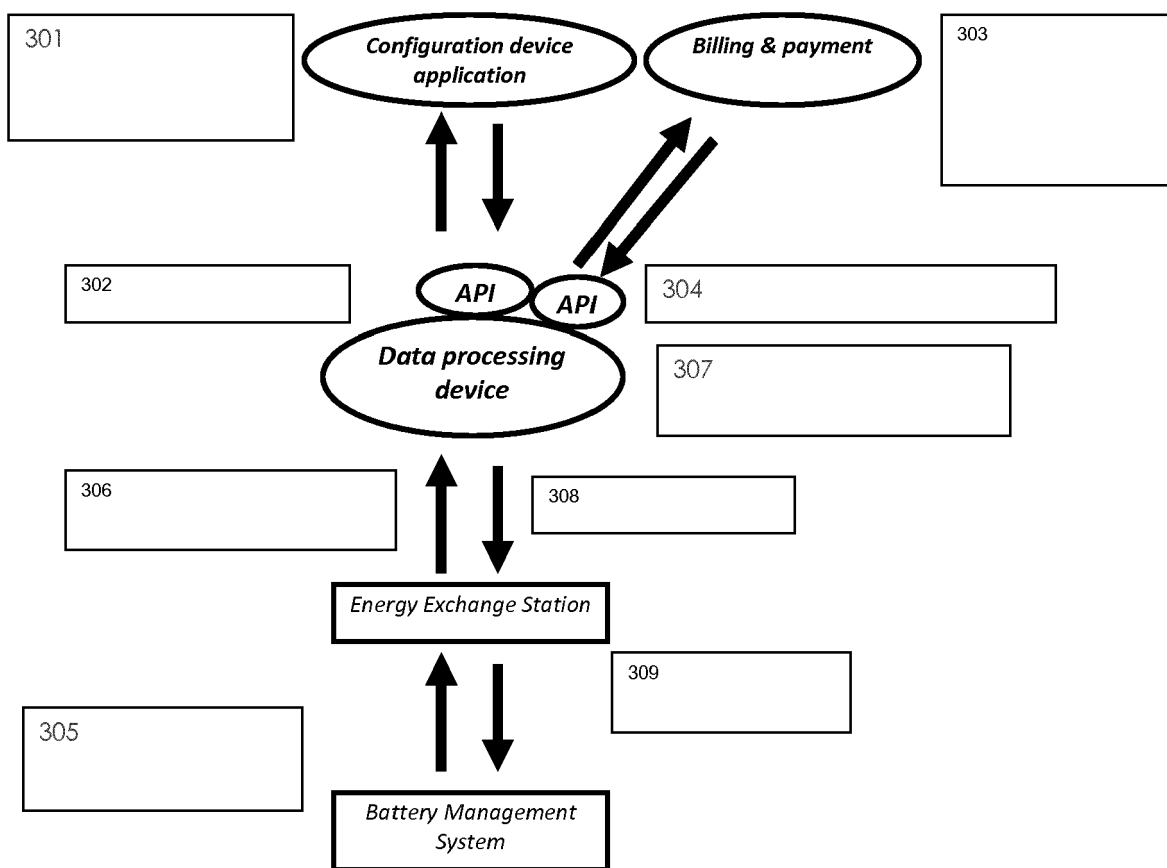 301
Configuration device
application
Billing & payment
303
302
API
API
304
Data processing
device
307
306
308
Energy Exchange Station
309
305
Battery Management
System